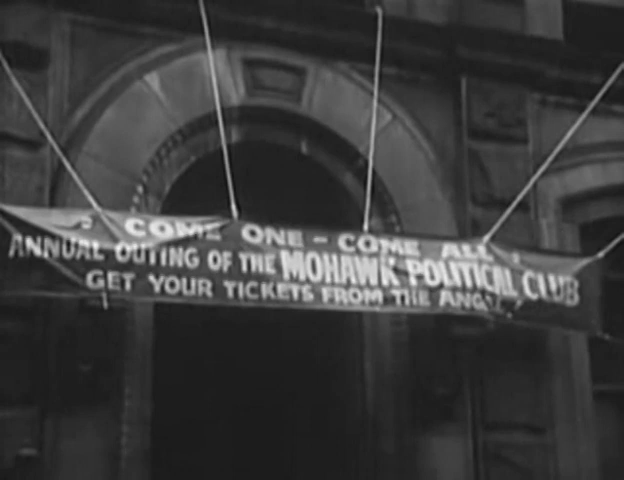 COME ONE - COME ALL
ANNUAL OUTING OF THE MOHAWK POLITICAL CLUB
GET YOUR TICKETS FROM THE